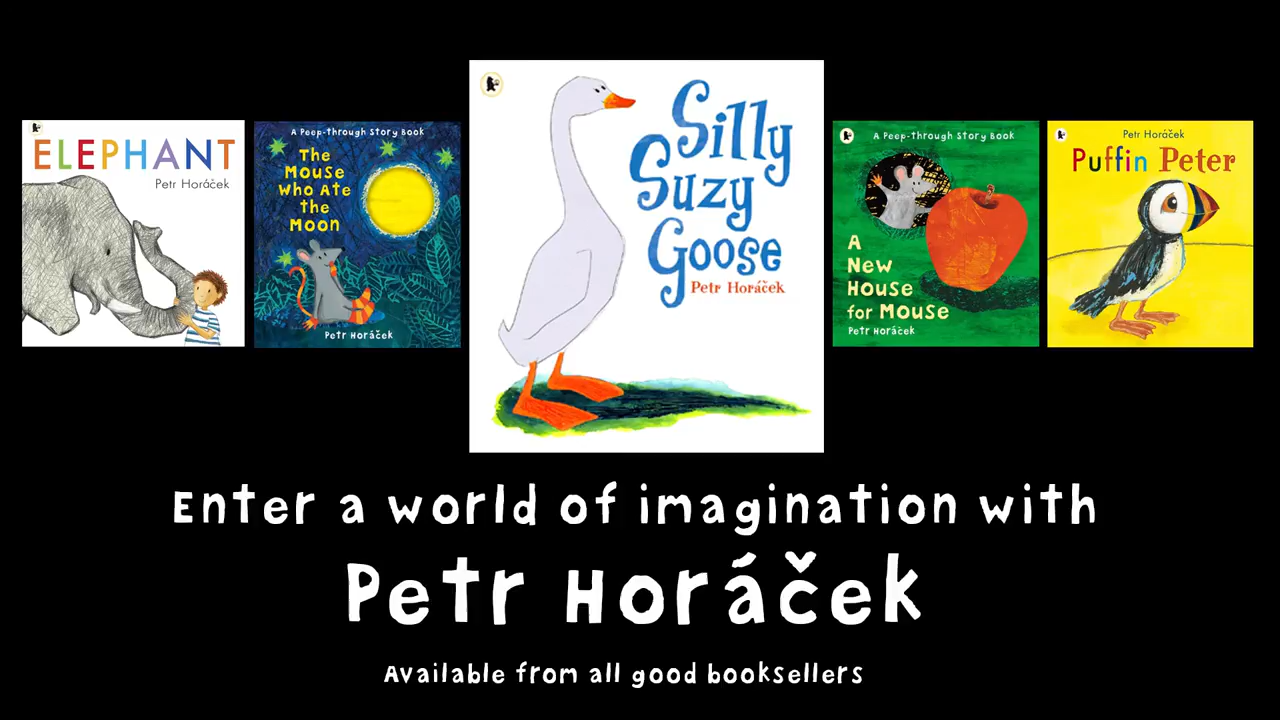 ELEPHANT
Petr Horáček
A Peep-through Story Book
The
Mouse
Who Ate
the
Moon
Petr Horáček
Silly
Suzy
Goose
Petr Horáček
A Peep-through Story Book
A
New
House
for Mouse
Petr Horáček
Petr Horáček
Puffin Peter
Enter a world of imagination with
Petr Horáček
Available from all good booksellers